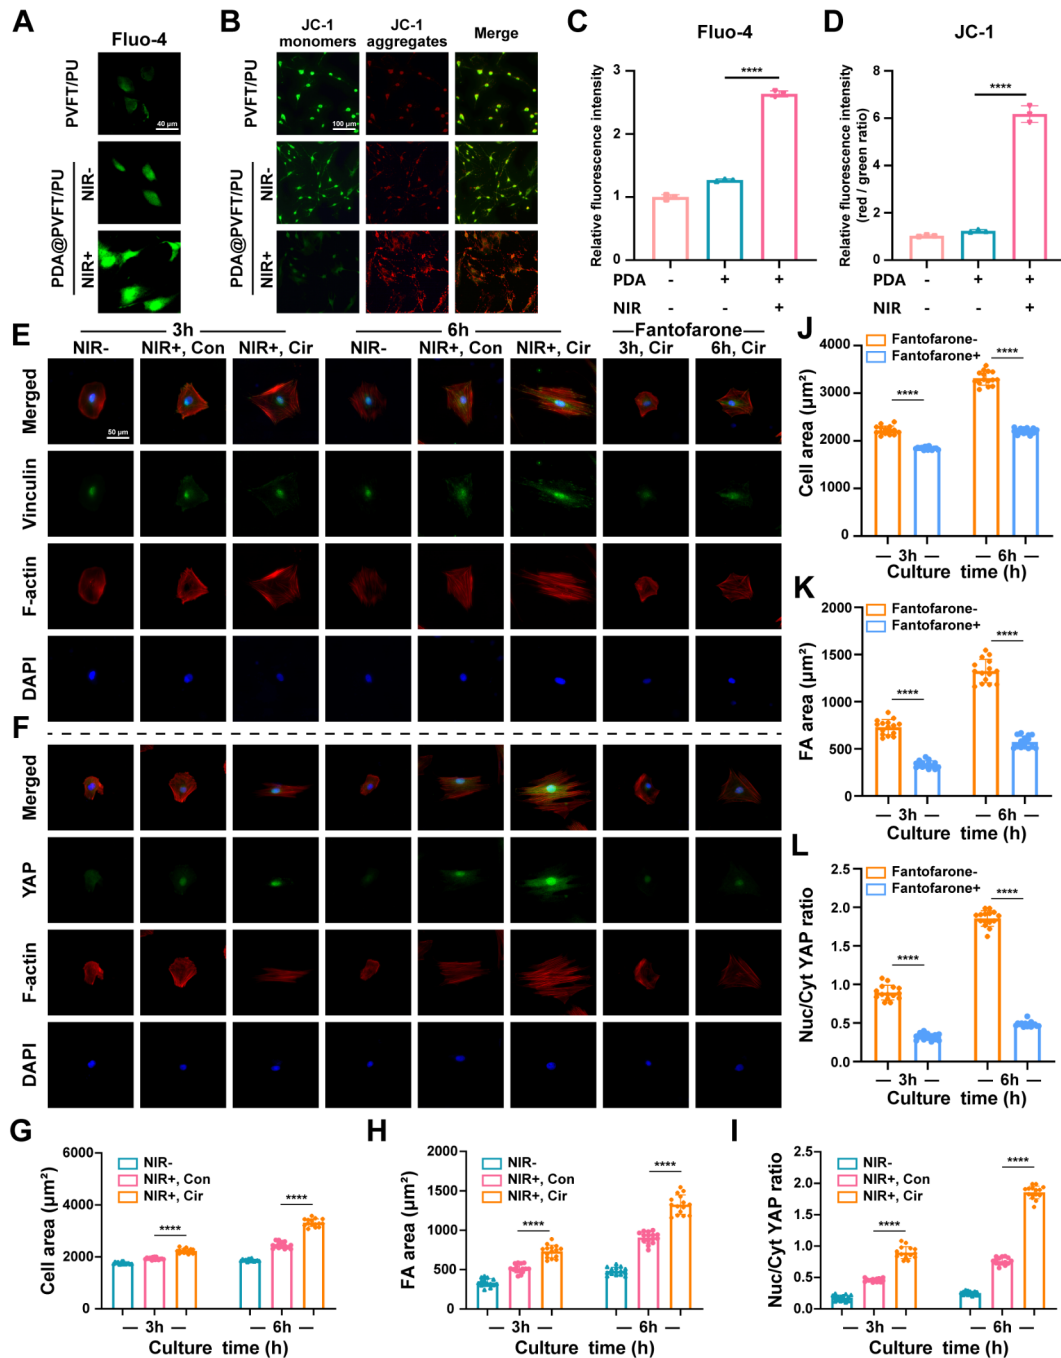 A
Fluo-4
PVFT/PU
40 μm
PDA@PVFT/PU
NIR-
NIR+
B
JC-1 monomers
JC-1 aggregates
Merge
PVFT/PU
100 μm
PDA@PVFT/PU
NIR-
NIR+
C
Fluo-4
Relative fluorescence intensity
3
2
1
0
****
PDA - + +
NIR - - +
D
JC-1
Relative fluorescence intensity
(red / green ratio)
8
6
4
2
0
****
PDA - + +
NIR - - +
E
3h
6h
Fantofarone
NIR-
NIR+, Con
NIR+, Cir
NIR-
NIR+, Con
NIR+, Cir
3h, Cir
6h, Cir
Merged
50 μm
Vinculin
F-actin
DAPI
F
Merged
YAP
F-actin
DAPI
J
Fantofarone-
Fantofarone+
Cell area (μm²)
4000
3000
2000
1000
0
****
****
3h
6h
Culture time (h)
K
Fantofarone-
Fantofarone+
FA area (μm²)
2000
1500
1000
500
0
****
****
3h
6h
Culture time (h)
L
Fantofarone-
Fantofarone+
Nuc/Cyt YAP ratio
2.5
2.0
1.5
1.0
0.5
0.0
****
****
3h
6h
Culture time (h)
G
NIR-
NIR+, Con
NIR+, Cir
Cell area (μm²)
6000
4000
2000
0
****
****
3h
6h
Culture time (h)
H
NIR-
NIR+, Con
NIR+, Cir
FA area (μm²)
1500
1000
500
0
****
****
3h
6h
Culture time (h)
I
NIR-
NIR+, Con
NIR+, Cir
Nuc/Cyt YAP ratio
2.5
2.0
1.5
1.0
0.5
0.0
****
****
3h
6h
Culture time (h)